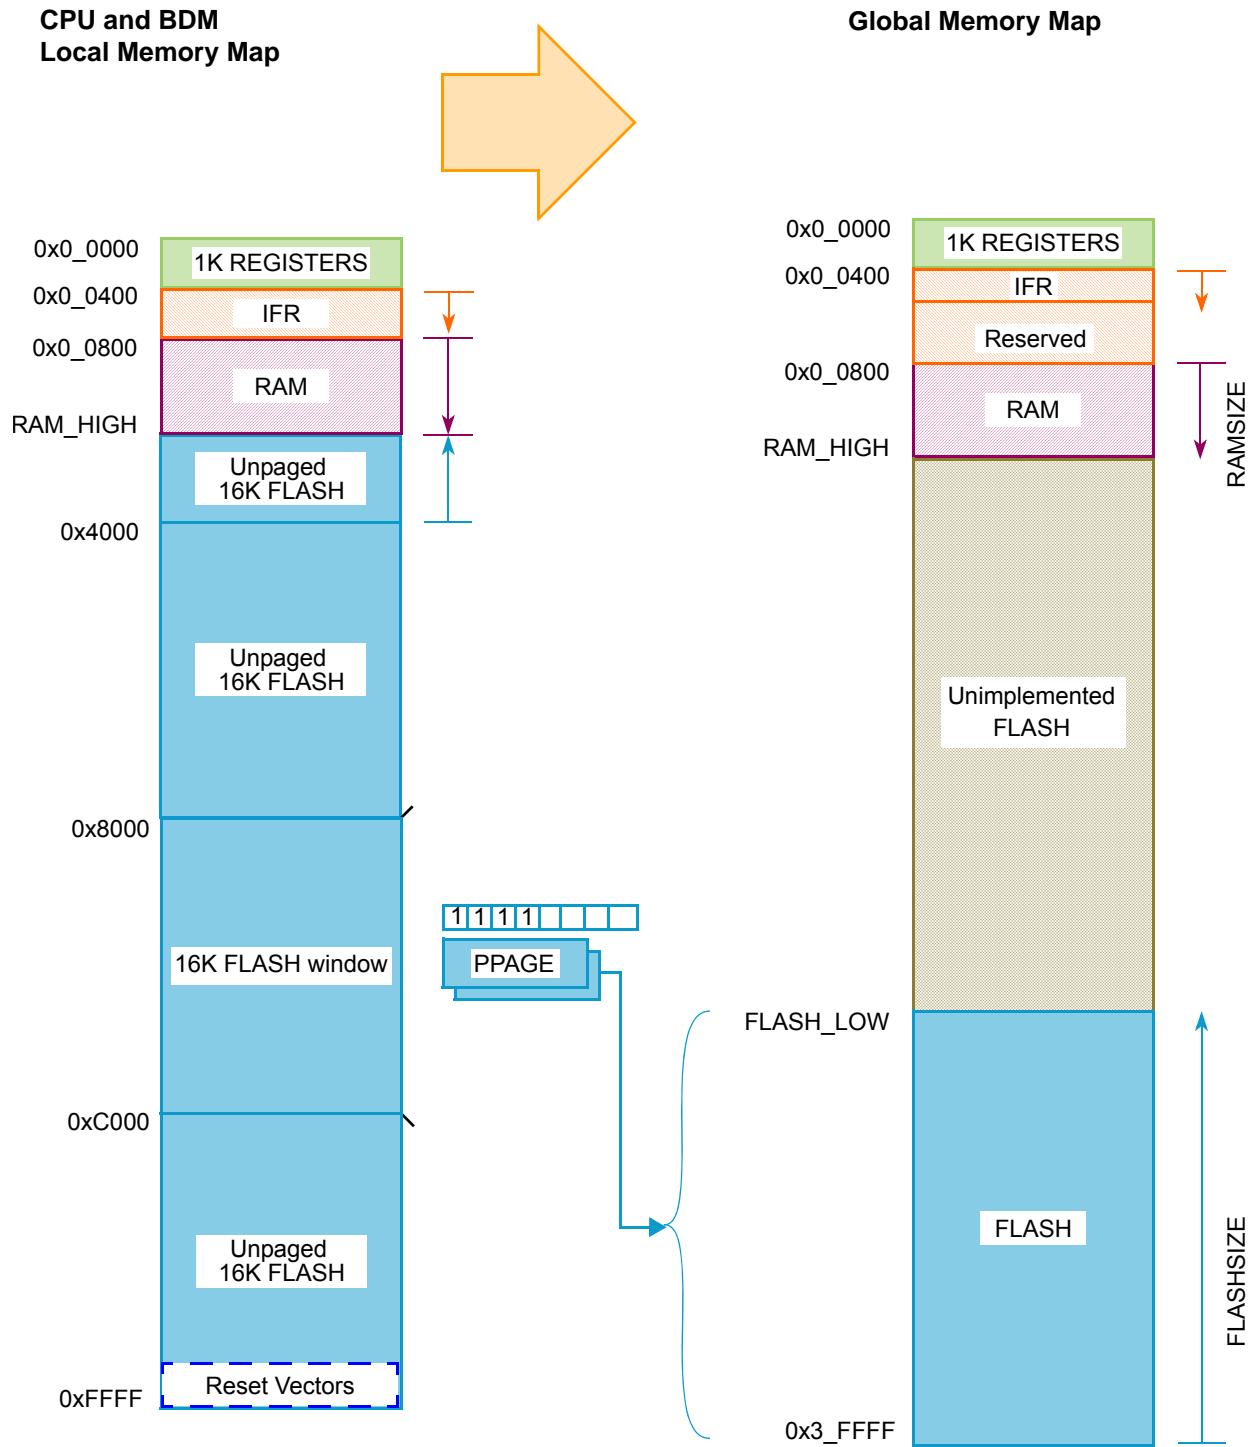 CPU and BDM
Local Memory Map
0x0_0000
1K REGISTERS
0x0_0400
IFR
0x0_0800
RAM
RAM_HIGH
Unpaged
16K FLASH
0x4000
Unpaged
16K FLASH
0x8000
16K FLASH window
0xC000
Unpaged
16K FLASH
Reset Vectors
0xFFFF
1 1 1 1
PPAGE
Global Memory Map
0x0_0000
1K REGISTERS
0x0_0400
IFR
Reserved
0x0_0800
RAM
RAM_HIGH
RAMSIZE
Unimplemented
FLASH
FLASH_LOW
FLASH
FLASHSIZE
0x3_FFFF